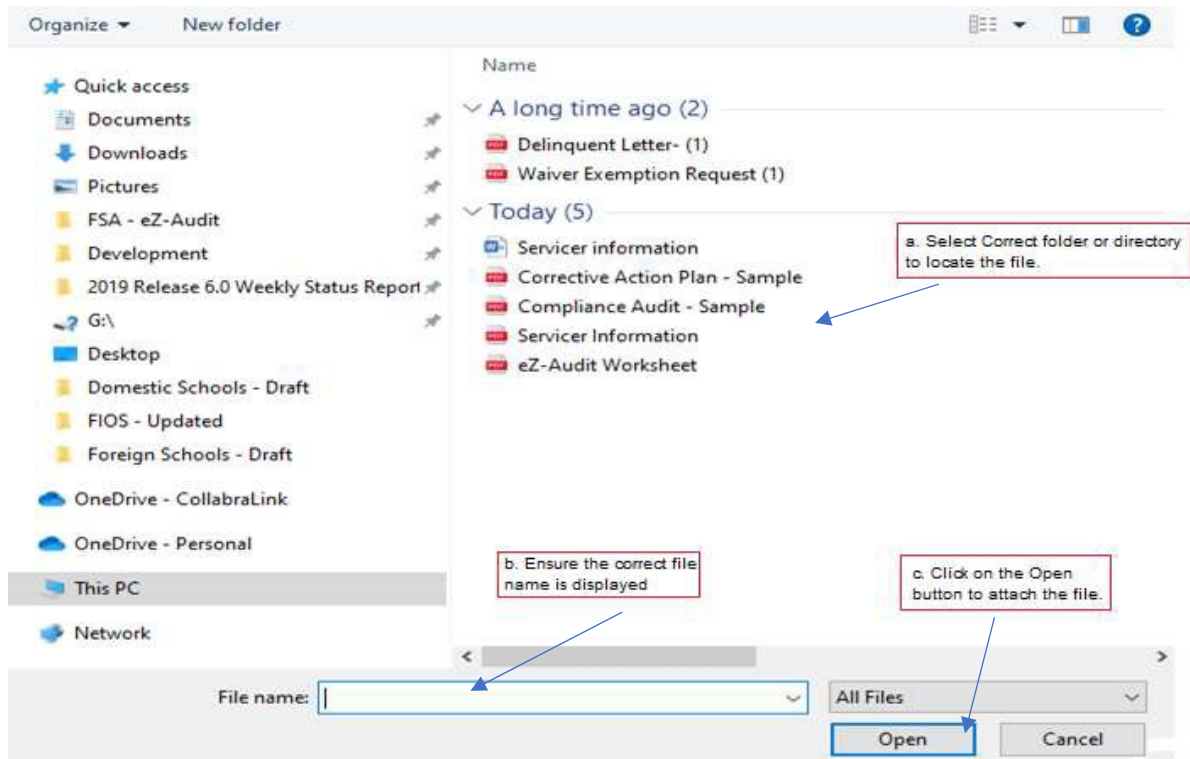 Organize New folder
Quick access
Documents
Downloads
Pictures
FSA - eZ-Audit
Development
2019 Release 6.0 Weekly Status Report
G:\
Desktop
Domestic Schools - Draft
FIOS - Updated
Foreign Schools - Draft
OneDrive - CollabraLink
OneDrive - Personal
This PC
Network
Name
A long time ago (2)
Delinquent Letter- (1)
Waiver Exemption Request (1)
Today (5)
Servicer information
Corrective Action Plan - Sample
Compliance Audit - Sample
Servicer Information
eZ-Audit Worksheet
a. Select Correct folder or directory
to locate the file.
b. Ensure the correct file
name is displayed
c. Click on the Open
button to attach the file.
File name:
All Files
Open Cancel